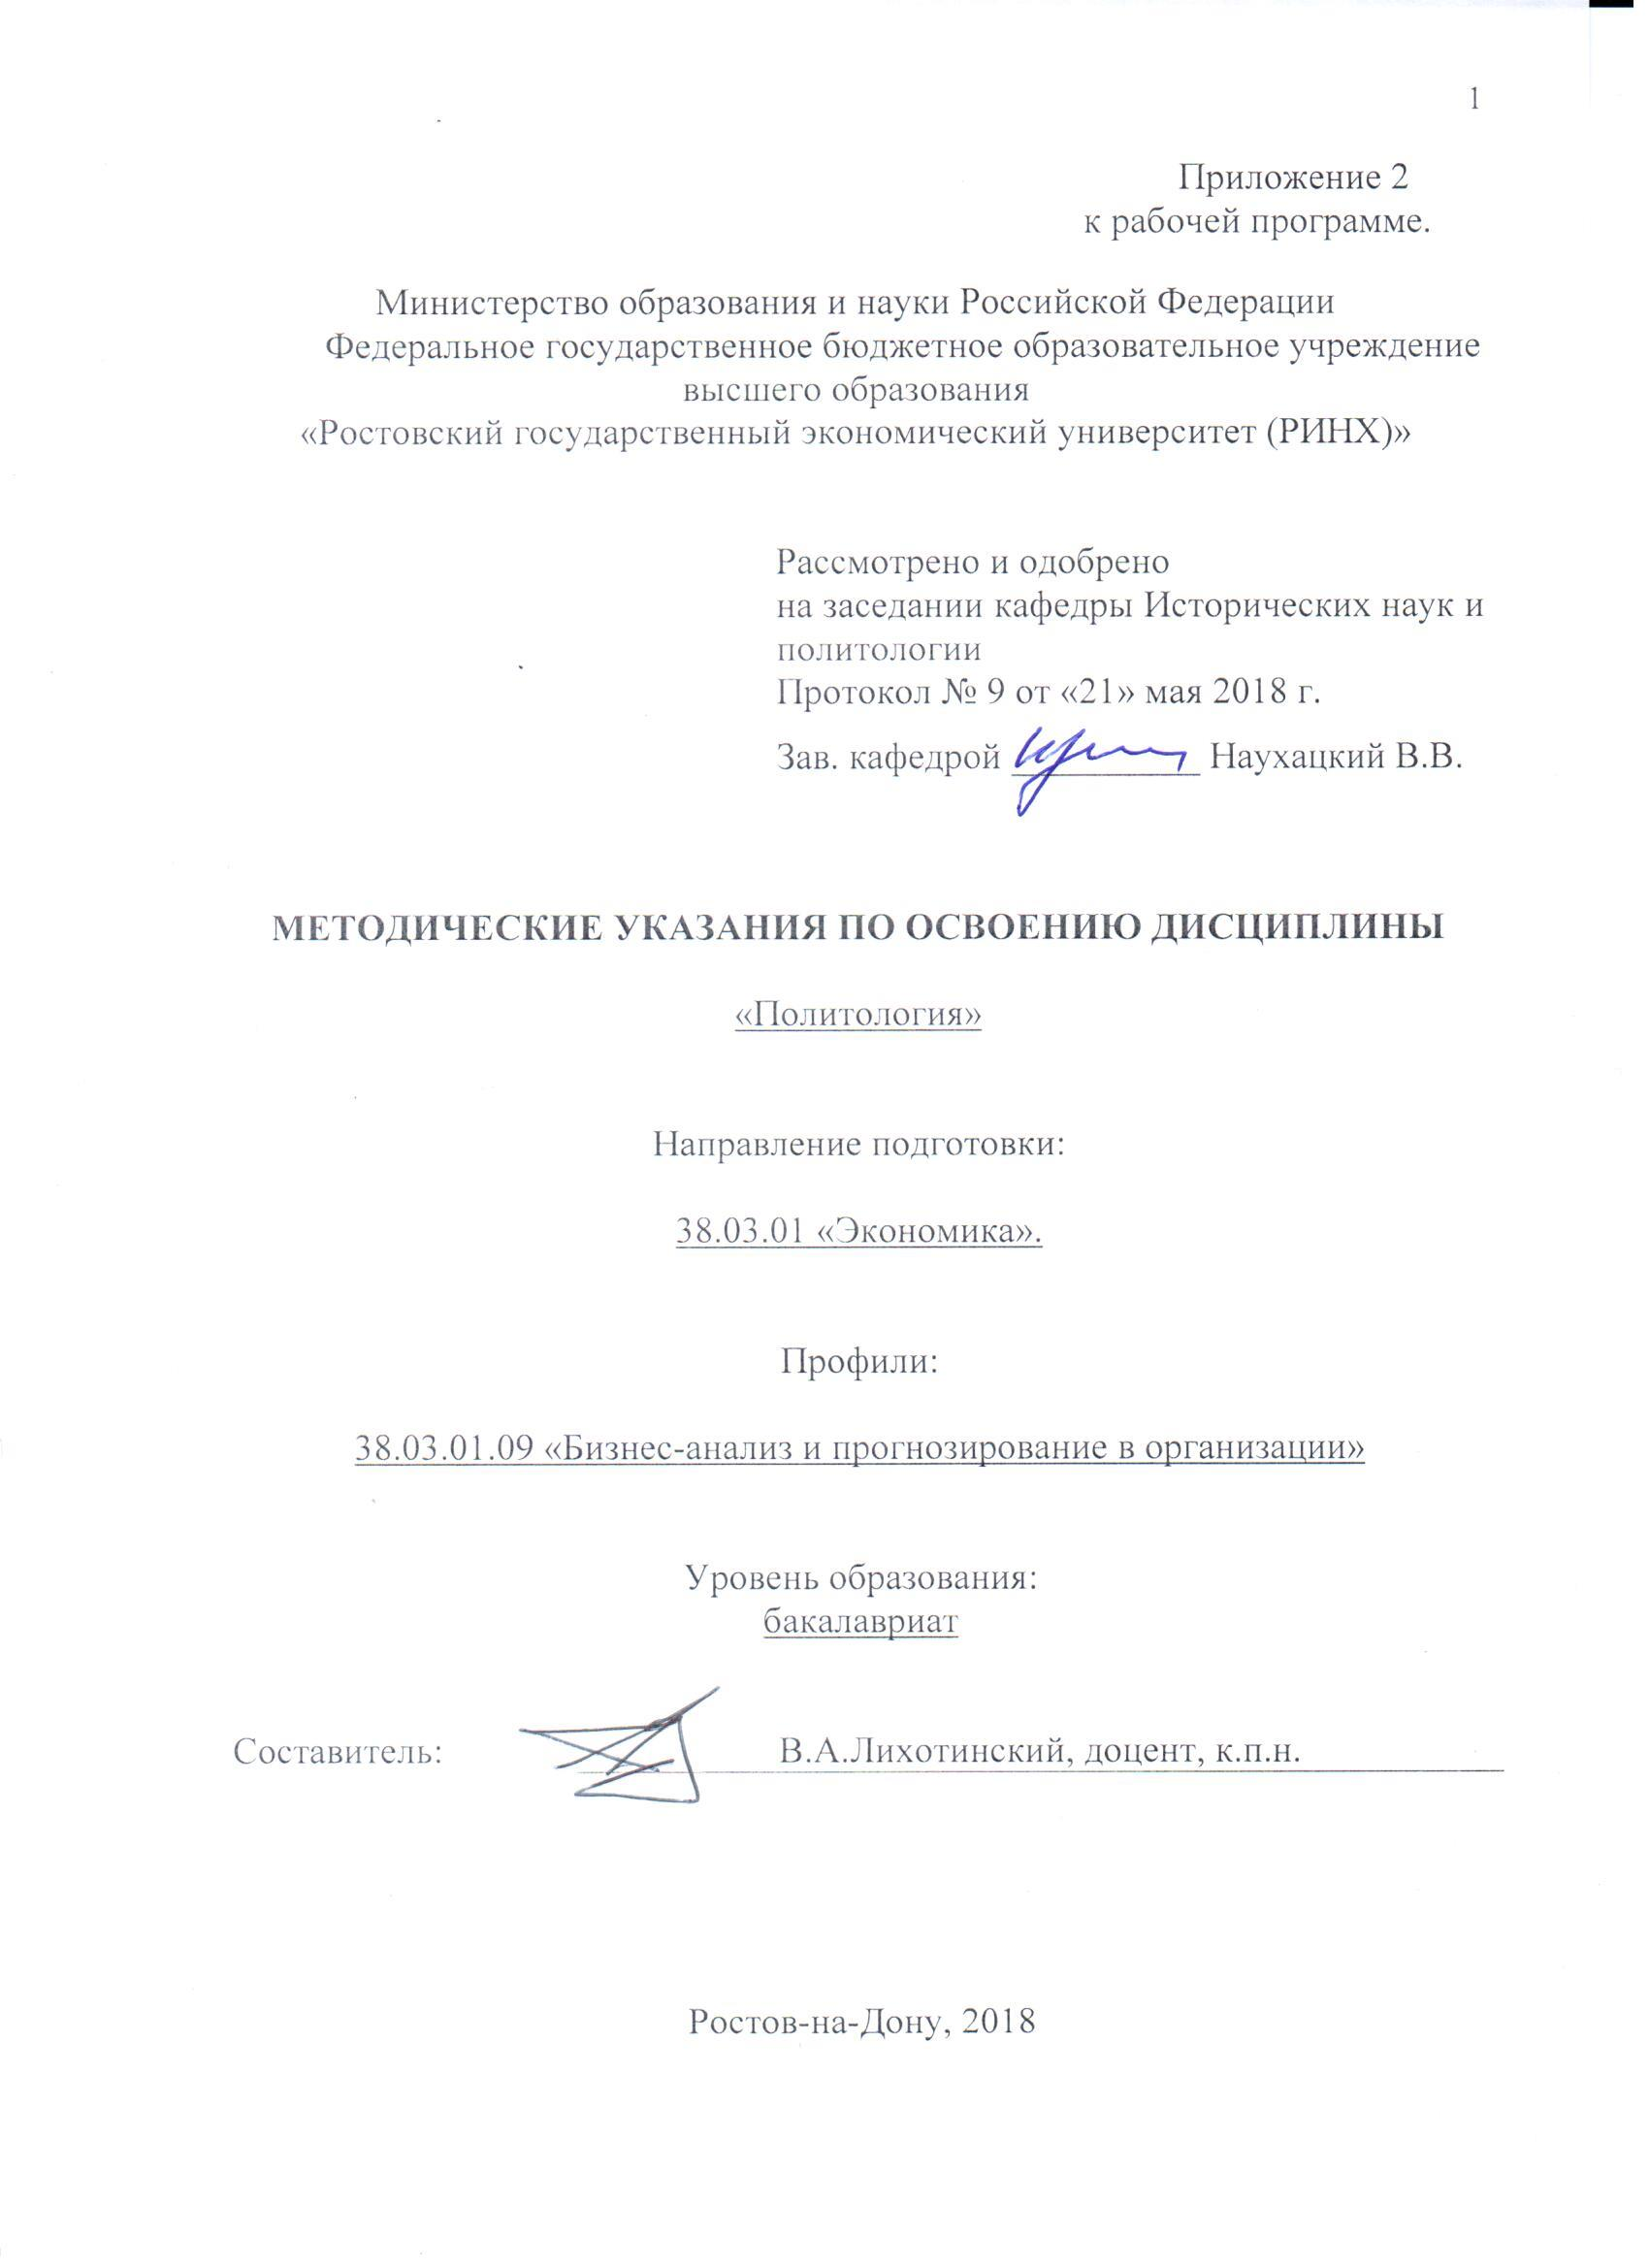 1
Приложение 2
к рабочей программе.
Министерство образования и науки Российской Федерации
Федеральное государственное бюджетное образовательное учреждение
высшего образования
«Ростовский государственный экономический университет (РИНХ)»
Рассмотрено и одобрено
на заседании кафедры Исторических наук и
политологии
Протокол № 9 от «21» мая 2018 г.
Зав. кафедрой __________ Наухацкий В.В.
МЕТОДИЧЕСКИЕ УКАЗАНИЯ ПО ОСВОЕНИЮ ДИСЦИПЛИНЫ
«Политология»
Направление подготовки:
38.03.01 «Экономика».
Профили:
38.03.01.09 «Бизнес-анализ и прогнозирование в организации»
Уровень образования:
бакалавриат
Составитель: В.А.Лихотинский, доцент, к.п.н.
Ростов-на-Дону, 2018